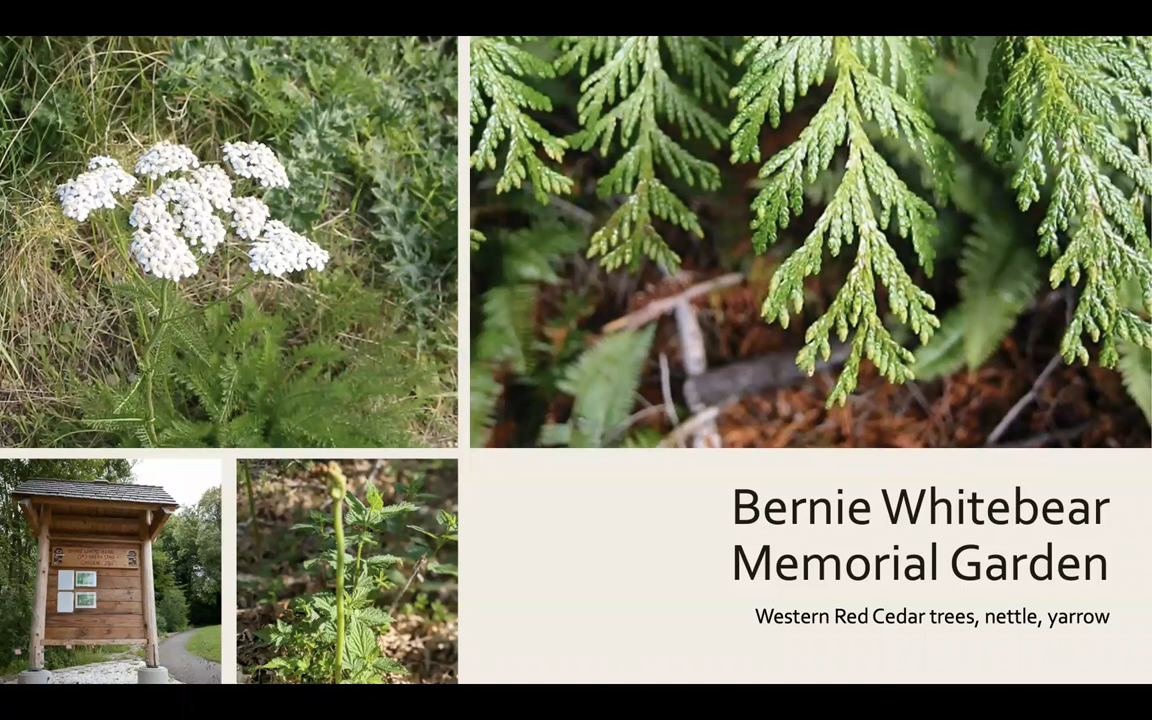 Bernie Whitebear
Memorial Garden
Western Red Cedar trees, nettle, yarrow